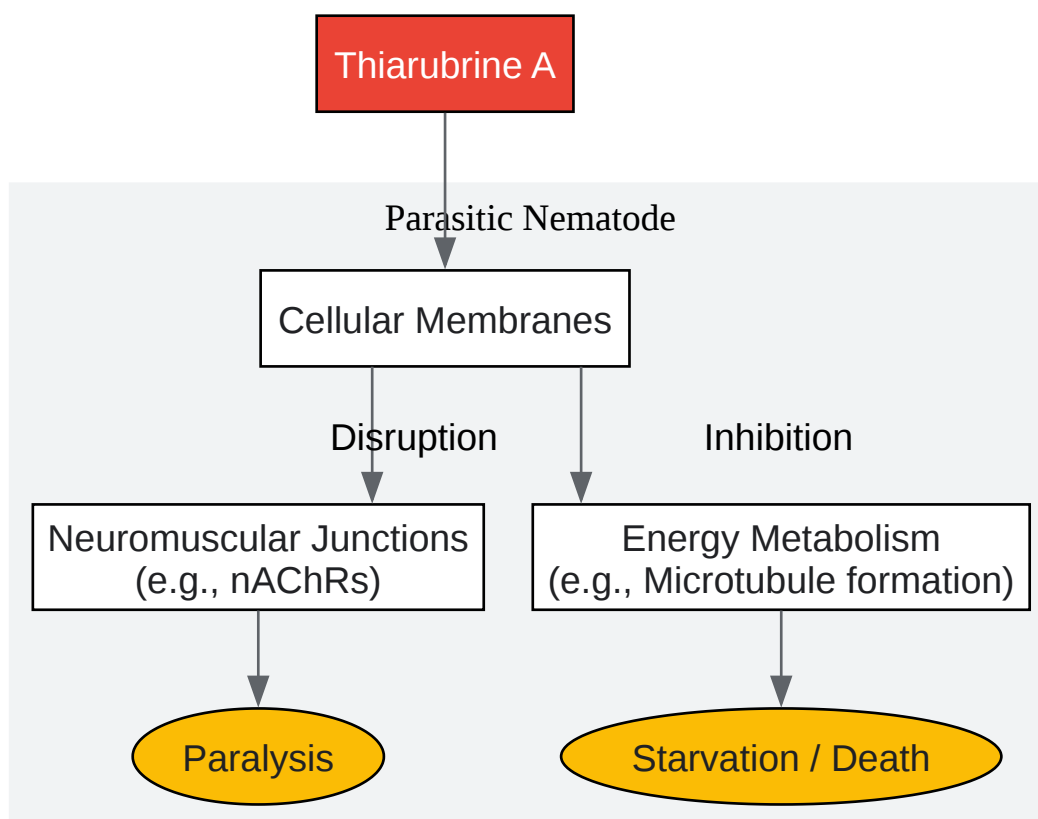 Thiarubrine A
Parasitic Nematode
Cellular Membranes
Disruption
Inhibition
Neuromuscular Junctions
(e.g., nAChRs)
Energy Metabolism
(e.g., Microtubule formation)
Paralysis
Starvation / Death